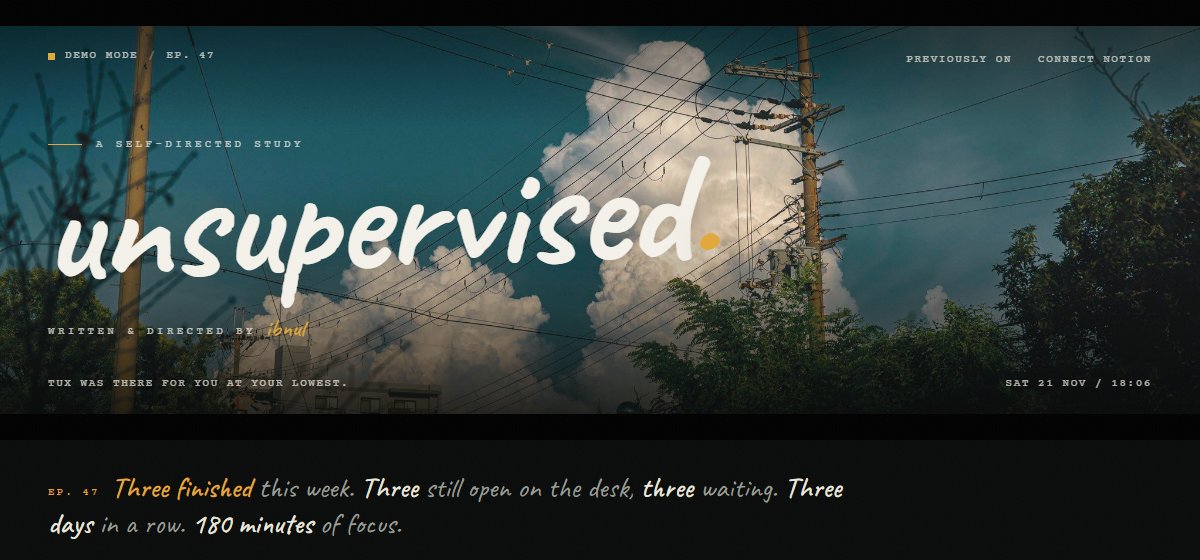 DEMO MODE / EP. 47
PREVIOUSLY ON CONNECT NOTION
A SELF-DIRECTED STUDY
unsupervised.
WRITTEN & DIRECTED BY ibnul
TUX WAS THERE FOR YOU AT YOUR LOWEST.
SAT 21 NOV / 18:06
EP. 47 Three finished this week. Three still open on the desk, three waiting. Three
days in a row. 180 minutes of focus.